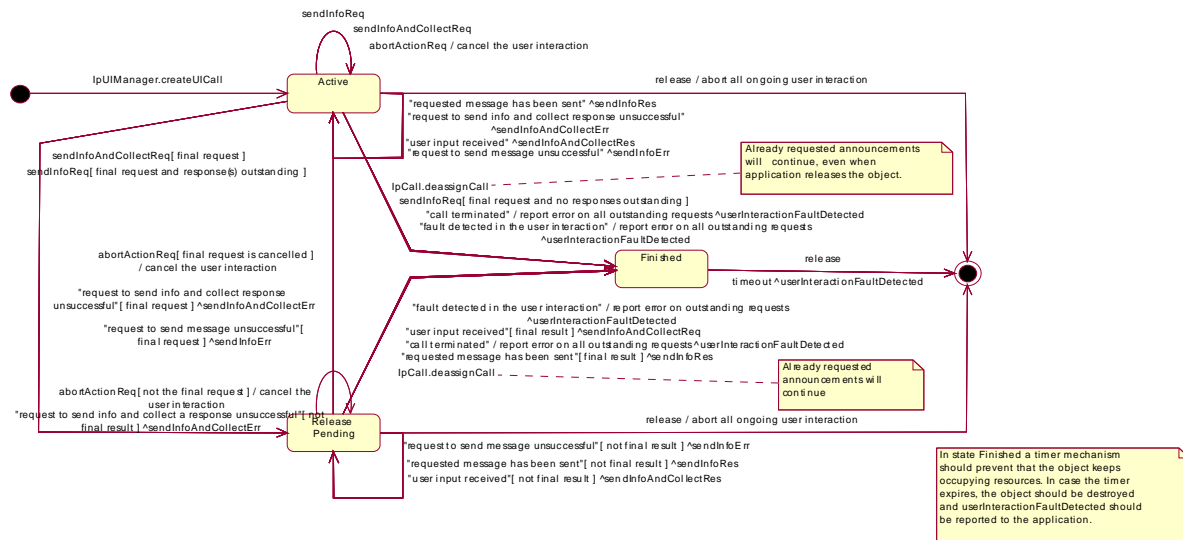 sendInfoReq
sendInfoAndCollectReq
abortActionReq / cancel the user interaction
IpUIManager.createUICall
Active
release / abort all ongoing user interaction
"requested message has been sent" ^sendInfoRes
"request to send info and collect response unsuccessful"
^sendInfoAndCollectErr
"user input received" ^sendInfoAndCollectRes
"request to send message unsuccessful" ^sendInfoErr
sendInfoAndCollectReq[ final request ]
sendInfoReq[ final request and response(s) outstanding ]
Already requested announcements
will continue, even when
application releases the object.
IpCall.deassignCall
sendInfoReq[ final request and no responses outstanding ]
"call terminated" / report error on all outstanding requests ^userInteractionFaultDetected
"fault detected in the user interaction" / report error on all outstanding requests
^userInteractionFaultDetected
Finished
release
timeout ^userInteractionFaultDetected
abortActionReq[ final request is cancelled ]
/ cancel the user interaction
"request to send info and collect response
unsuccessful"[ final request ] ^sendInfoAndCollectErr
"request to send message unsuccessful"[
final request ] ^sendInfoErr
"fault detected in the user interaction" / report error on outstanding requests
^userInteractionFaultDetected
"user input received"[ final result ] ^sendInfoAndCollectReq
"call terminated" / report error on all outstanding requests ^userInteractionFaultDetected
"requested message has been sent"[ final result ] ^sendInfoRes
IpCall.deassignCall
Already requested
announcements will
continue
abortActionReq[ not the final request ] / cancel the
user interaction
"request to send info and collect a response unsuccessful"[ not
final result ] ^sendInfoAndCollectErr
Release
Pending
release / abort all ongoing user interaction
"request to send message unsuccessful"[ not final result ] ^sendInfoErr
"requested message has been sent"[ not final result ] ^sendInfoRes
"user input received"[ not final result ] ^sendInfoAndCollectRes
In state Finished a timer mechanism
should prevent that the object keeps
occupying resources. In case the timer
expires, the object should be destroyed
and userInteractionFaultDetected should
be reported to the application.